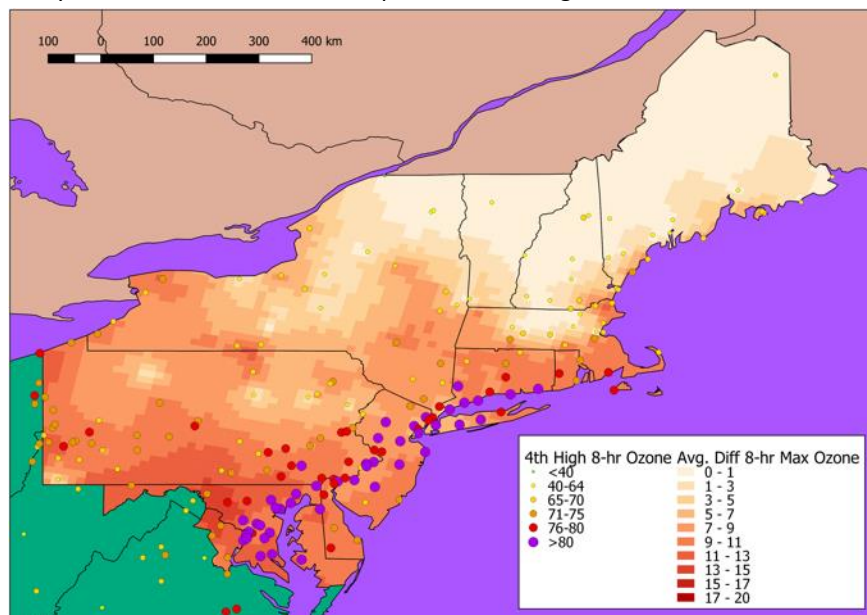 100 0 100 200 300 400 km
4th High 8-hr Ozone Avg. Diff 8-hr Max Ozone
<40 0 - 1
40-64 1 - 3
65-70 3 - 5
71-75 5 - 7
76-80 7 - 9
>80 9 - 11
11 - 13
13 - 15
15 - 17
17 - 20